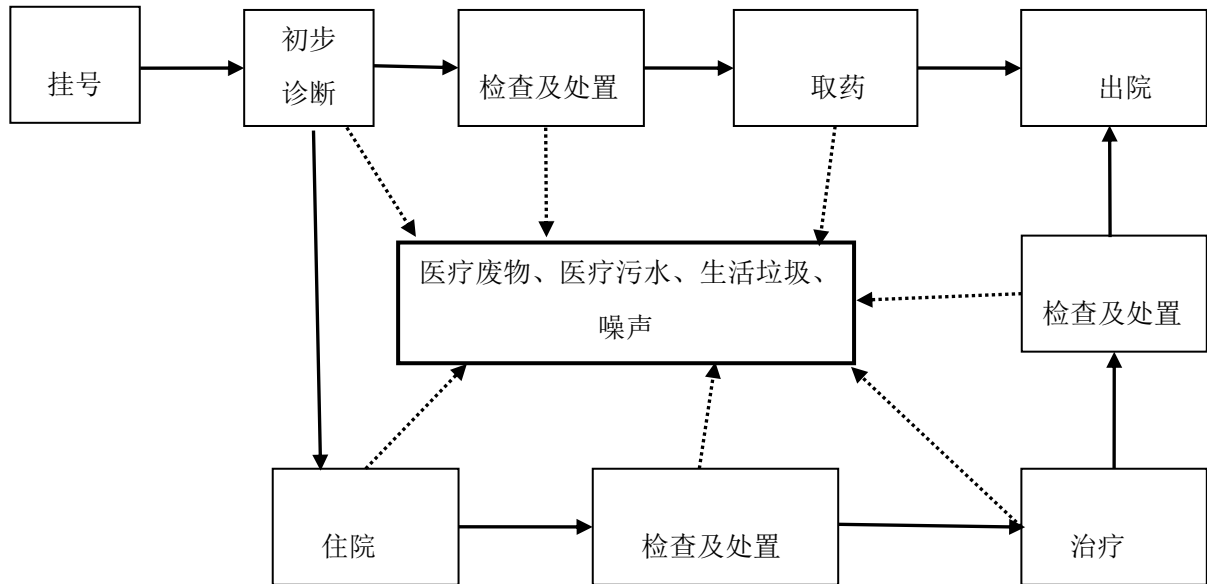 挂号
初步
诊断
检查及处置
取药
出院
医疗废物、医疗污水、生活垃圾、
噪声
检查及处置
住院
检查及处置
治疗